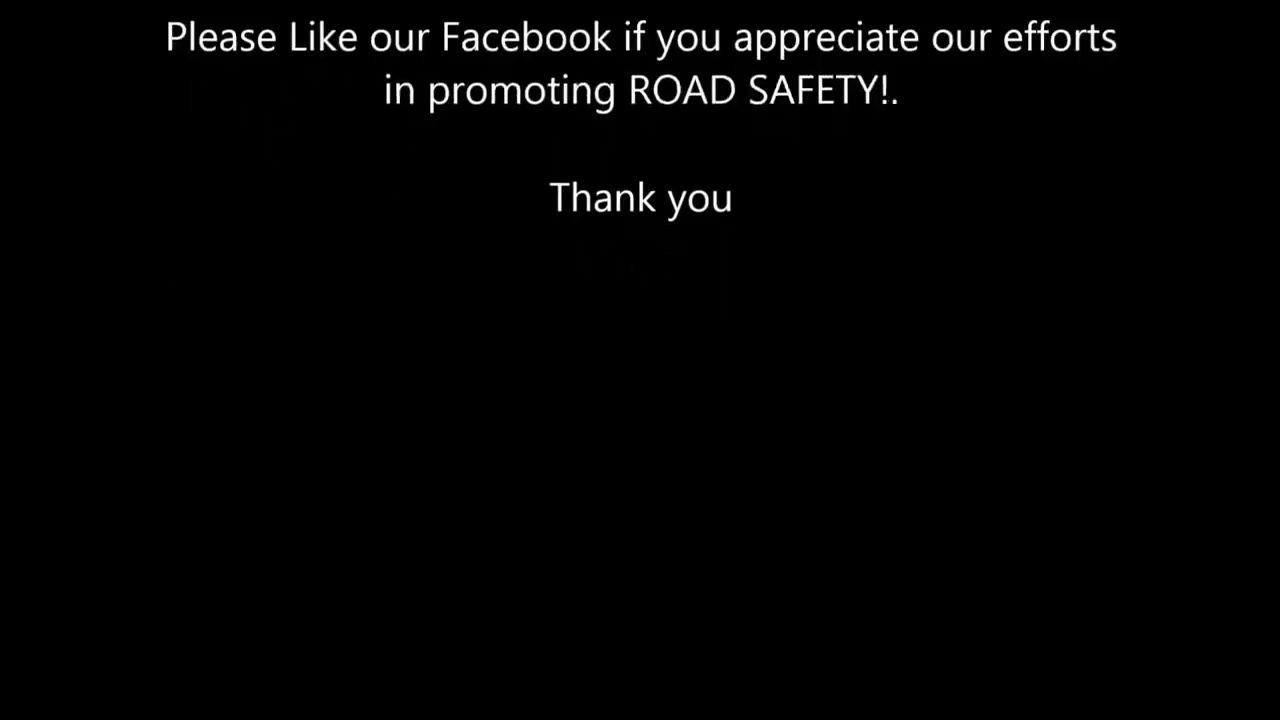 Please Like our Facebook if you appreciate our efforts
in promoting ROAD SAFETY!.
Thank you